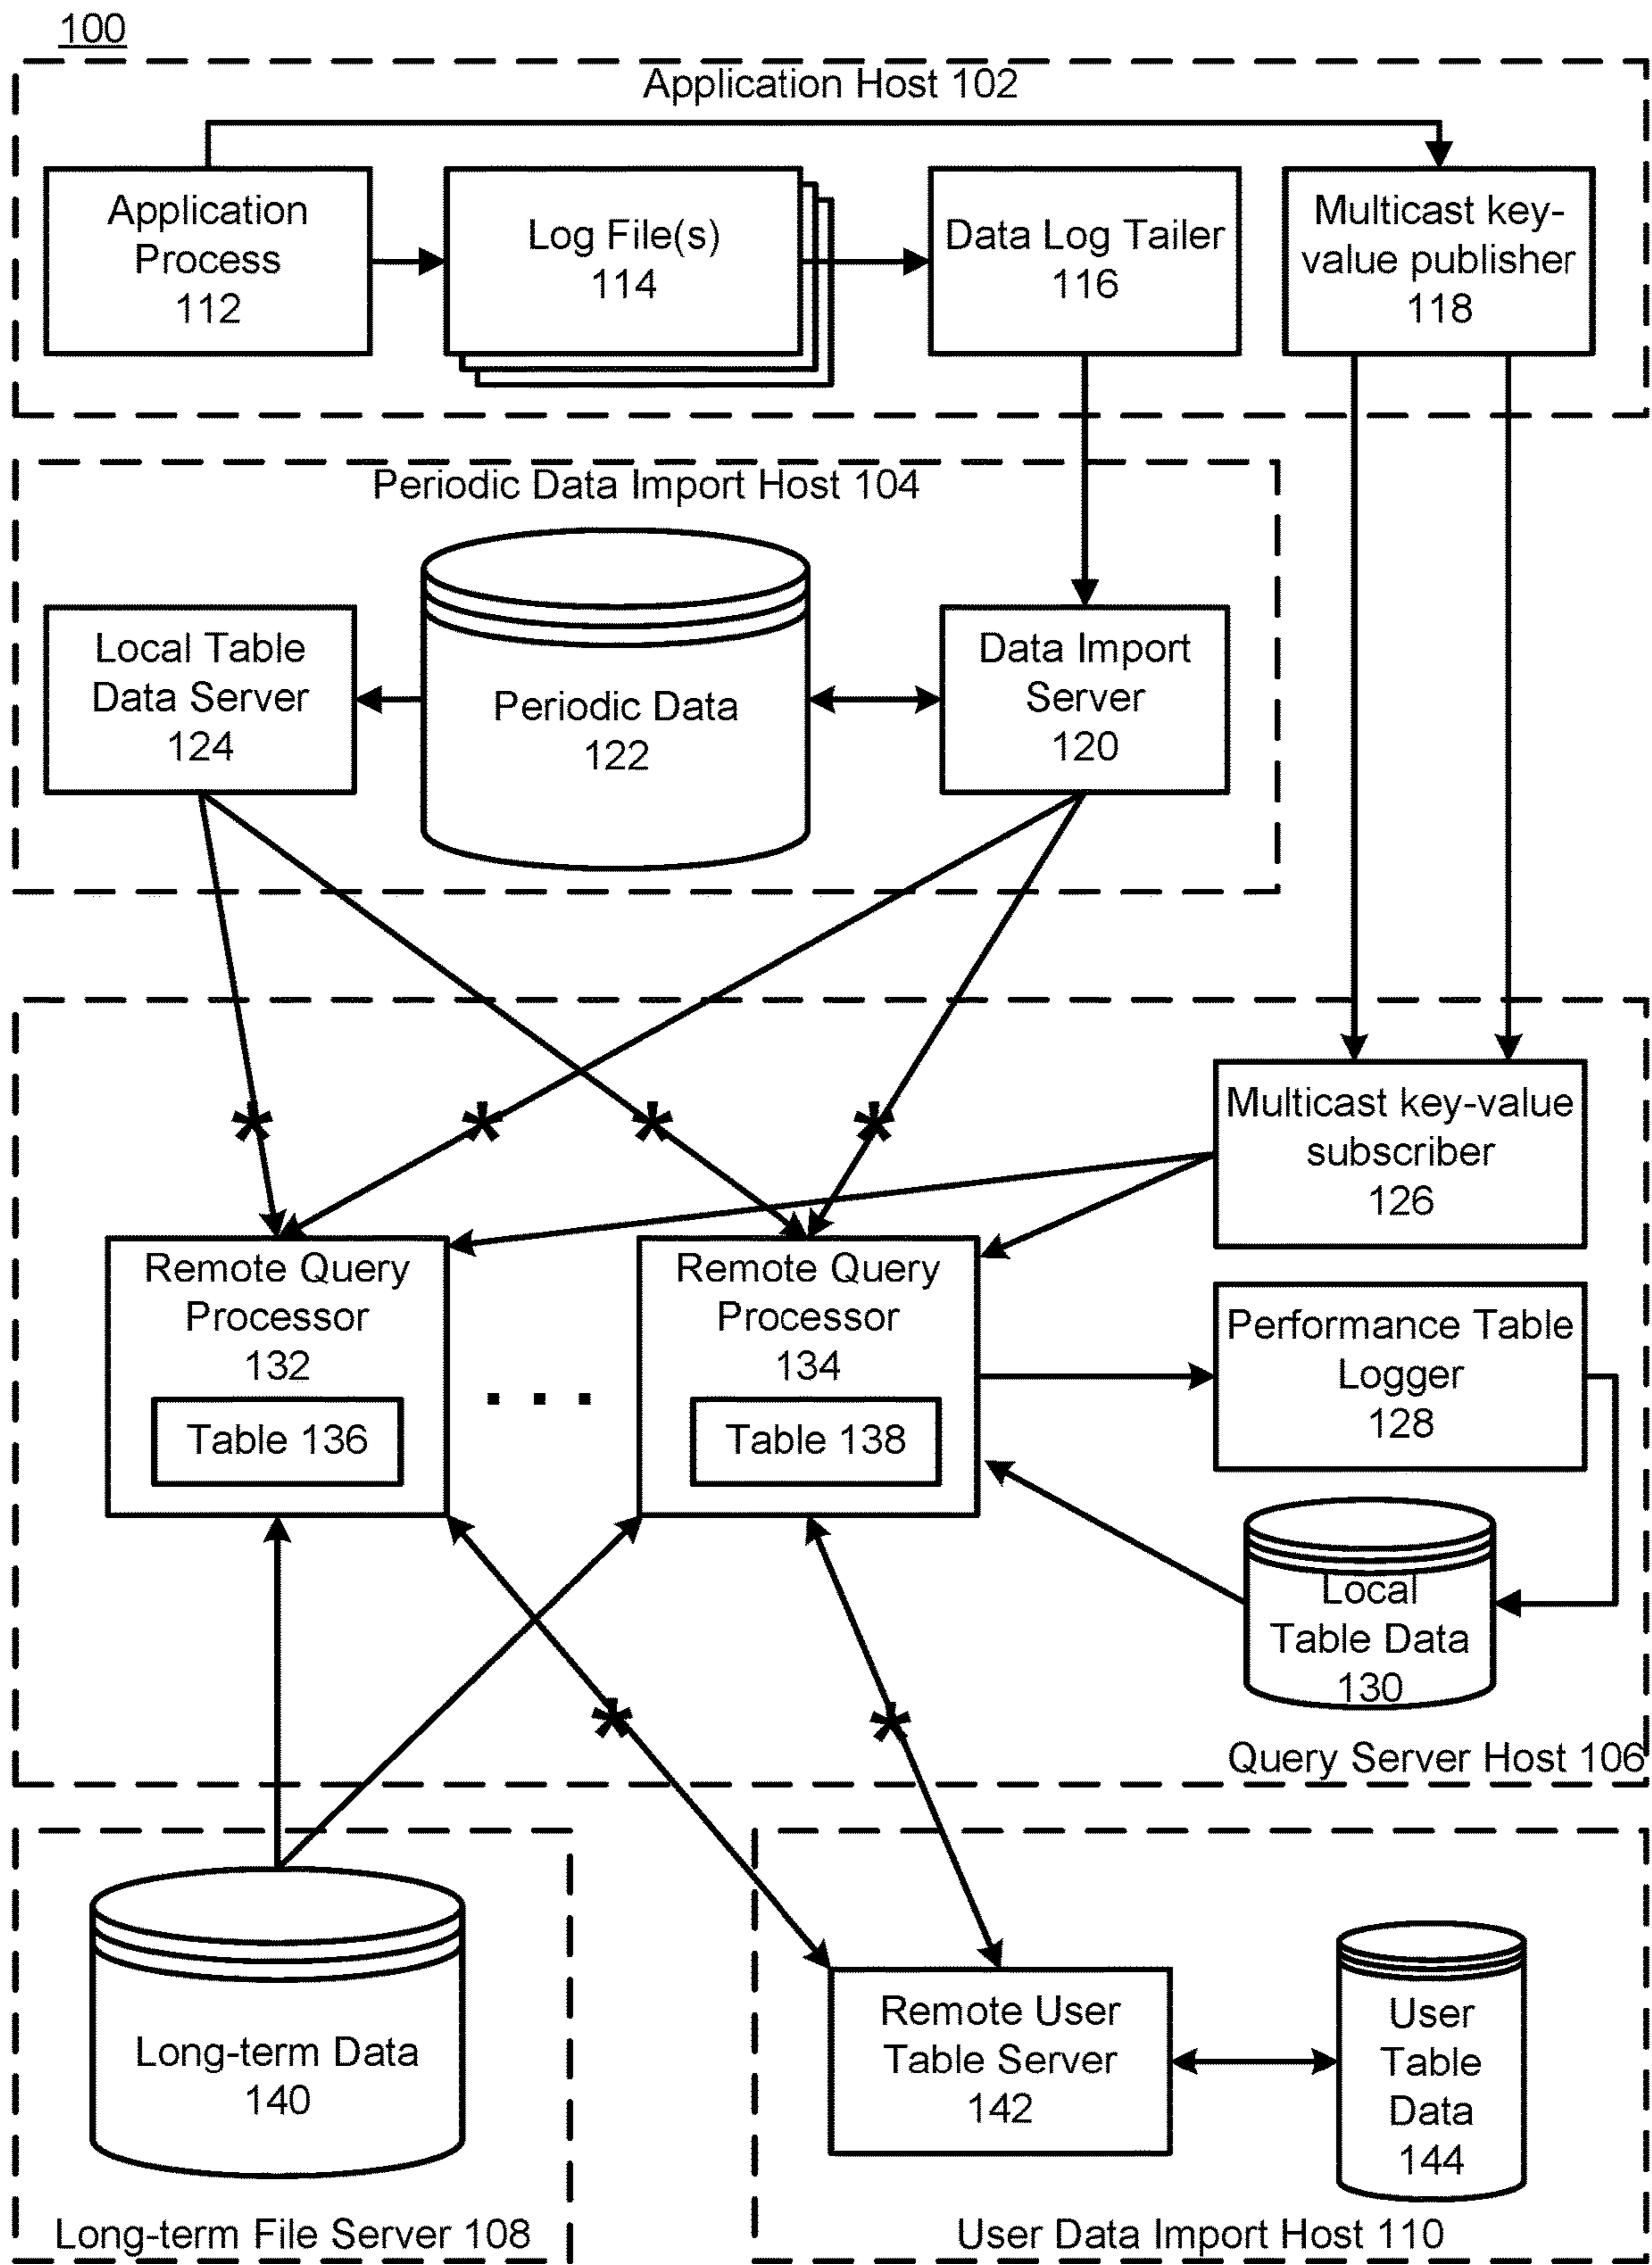 100
Application Host 102
Application
Process
112
Log File(s)
114
Data Log Tailer
116
Multicast key-
value publisher
118
Periodic Data Import Host 104
Local Table
Data Server
124
Periodic Data
122
Data Import
Server
120
* * * *
Multicast key-value
subscriber
126
Remote Query
Processor
132
Table 136
. . .
Remote Query
Processor
134
Table 138
Performance Table
Logger
128
Local
Table Data
130
* *
Query Server Host 106
Long-term Data
140
Long-term File Server 108
Remote User
Table Server
142
User
Table
Data
144
User Data Import Host 110